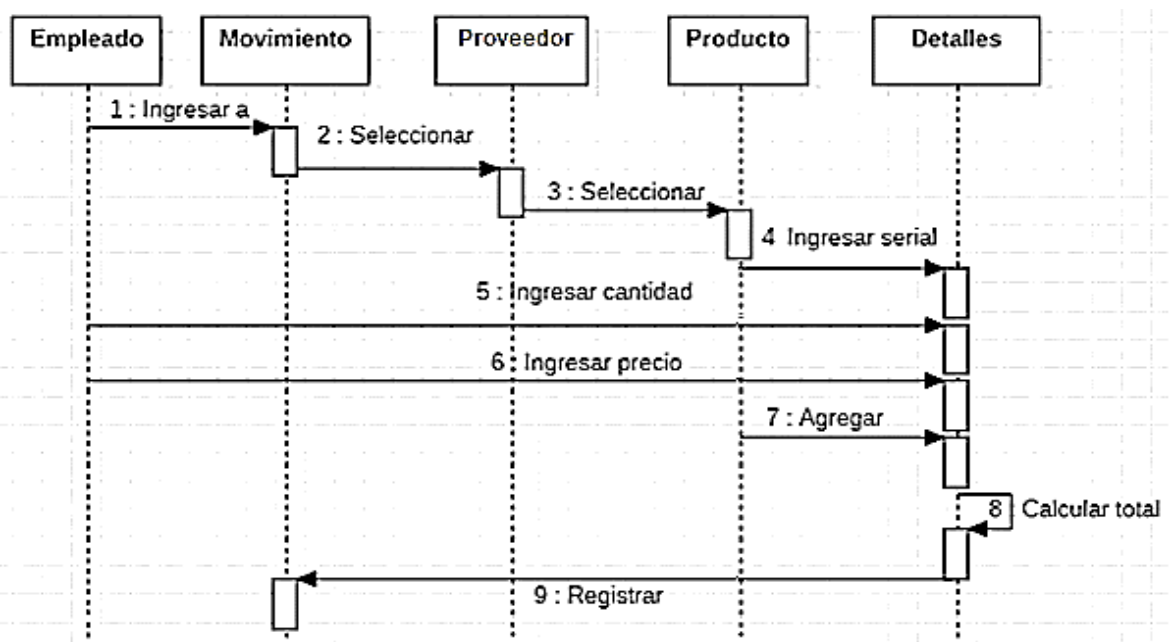 Empleado
Movimiento
Proveedor
Producto
Detalles
1 : Ingresar a
2 : Seleccionar
3 : Seleccionar
4 Ingresar serial
5 : Ingresar cantidad
6 : Ingresar precio
7 : Agregar
8 : Calcular total
9 : Registrar